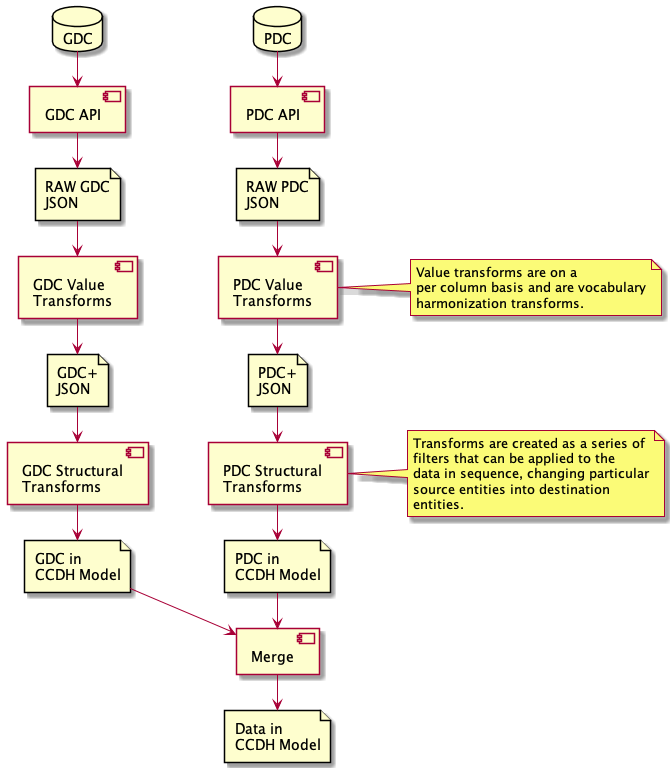 GDC
PDC
GDC API
PDC API
RAW GDC
JSON
RAW PDC
JSON
GDC Value
Transforms
PDC Value
Transforms
Value transforms are on a
per column basis and are vocabulary
harmonization transforms.
GDC+
JSON
PDC+
JSON
GDC Structural
Transforms
PDC Structural
Transforms
Transforms are created as a series of
filters that can be applied to the
data in sequence, changing particular
source entities into destination
entities.
GDC in
CCDH Model
PDC in
CCDH Model
Merge
Data in
CCDH Model